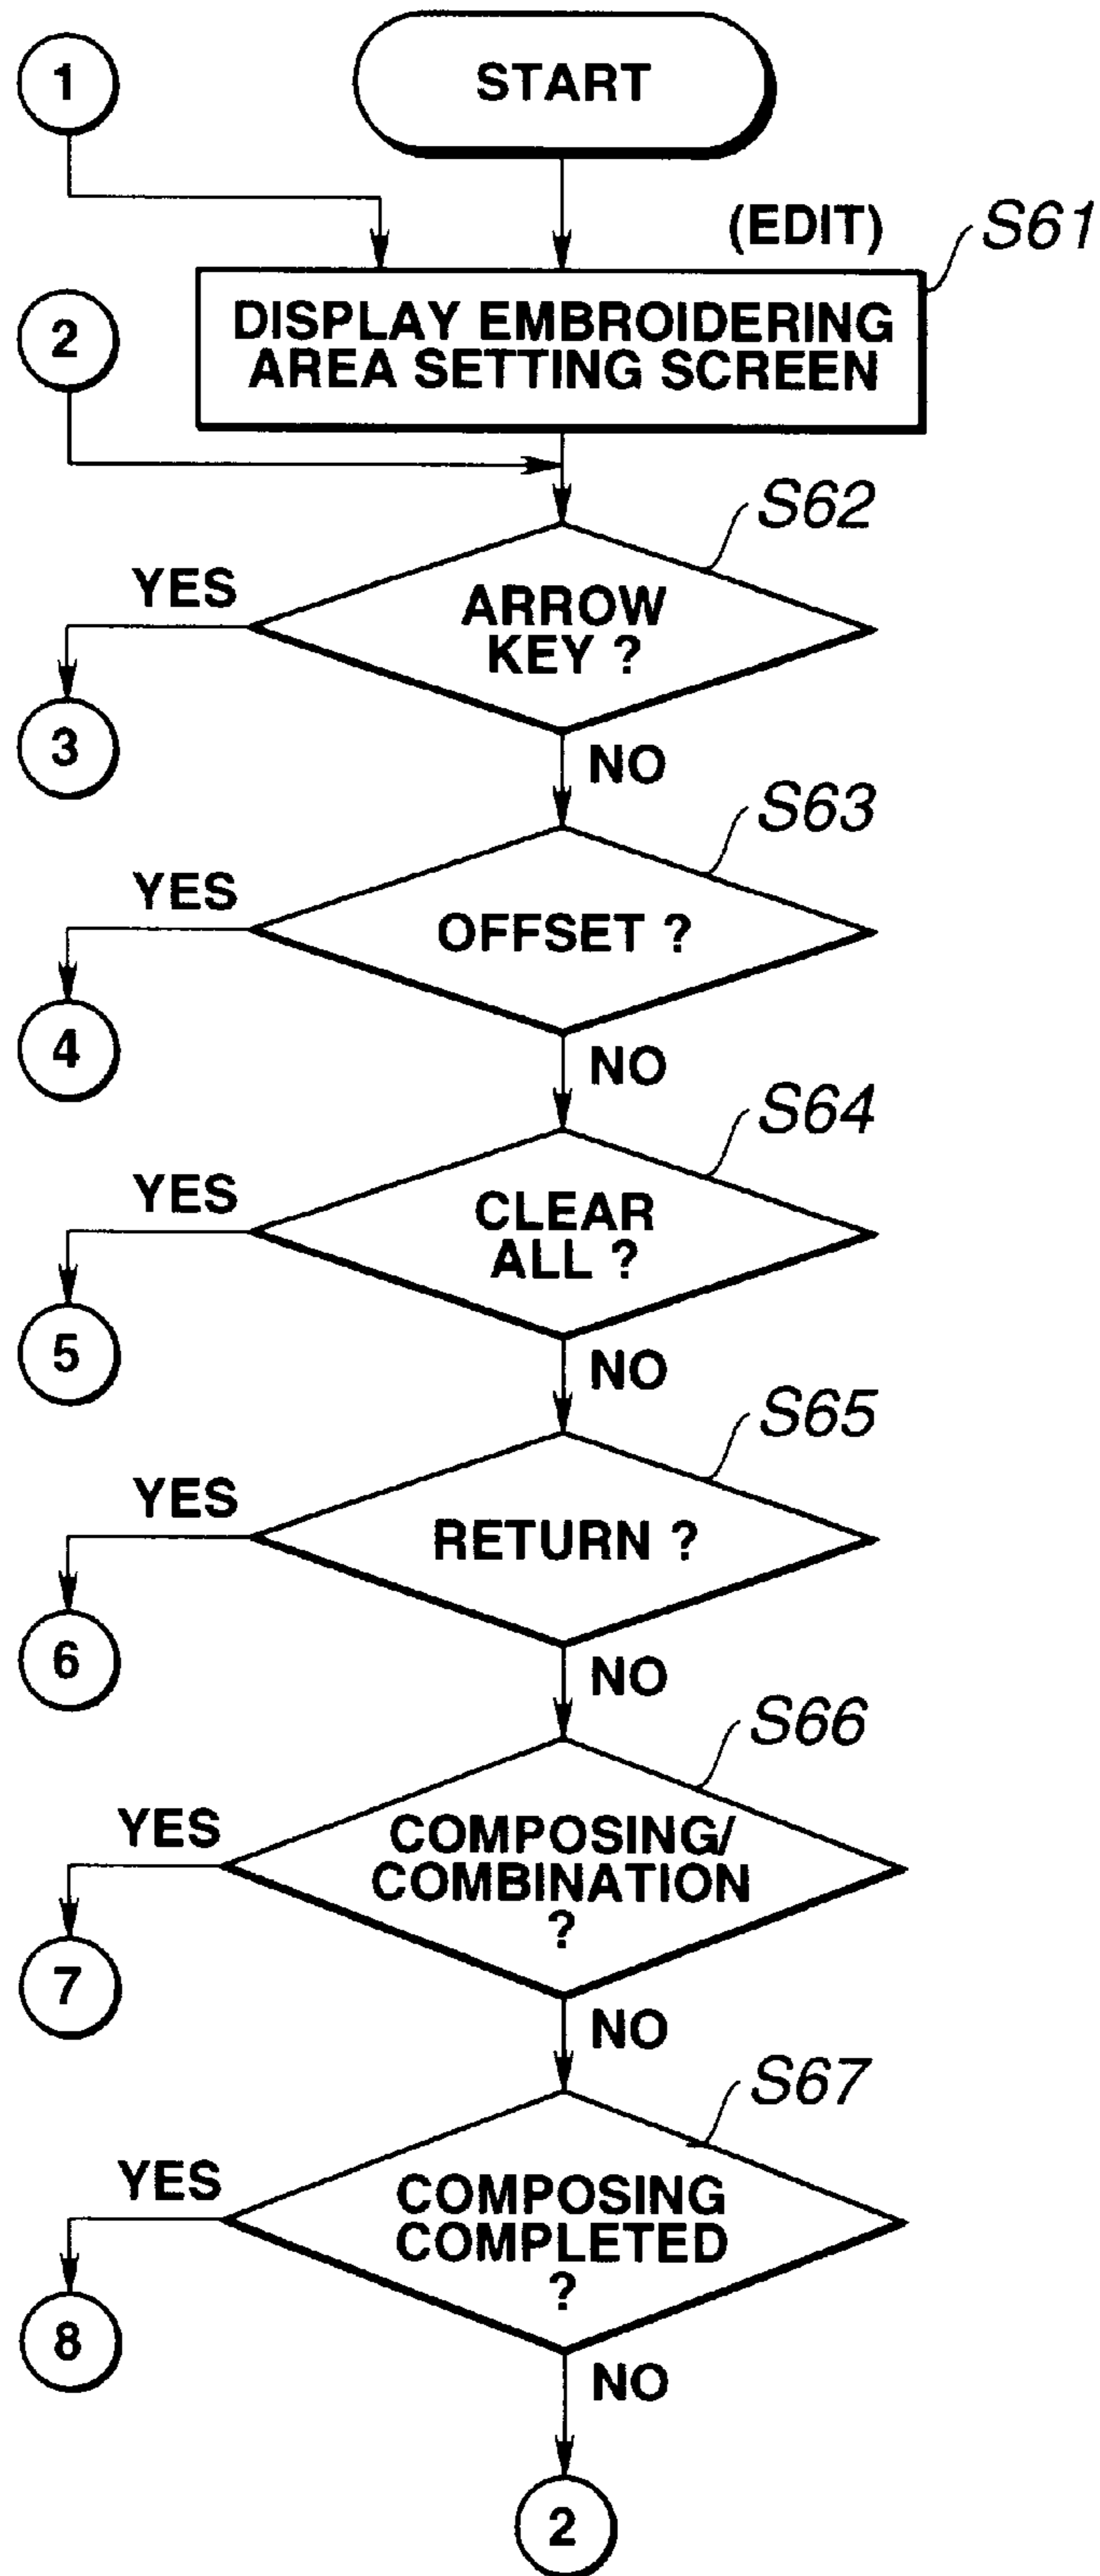 1
START
(EDIT)
S61
DISPLAY EMBROIDERING
AREA SETTING SCREEN
2
S62
YES
ARROW
KEY ?
3
NO
S63
YES
OFFSET ?
4
NO
S64
YES
CLEAR
ALL ?
5
NO
S65
YES
RETURN ?
6
NO
S66
YES
COMPOSING/
COMBINATION
?
7
NO
S67
YES
COMPOSING
COMPLETED
?
8
NO
2